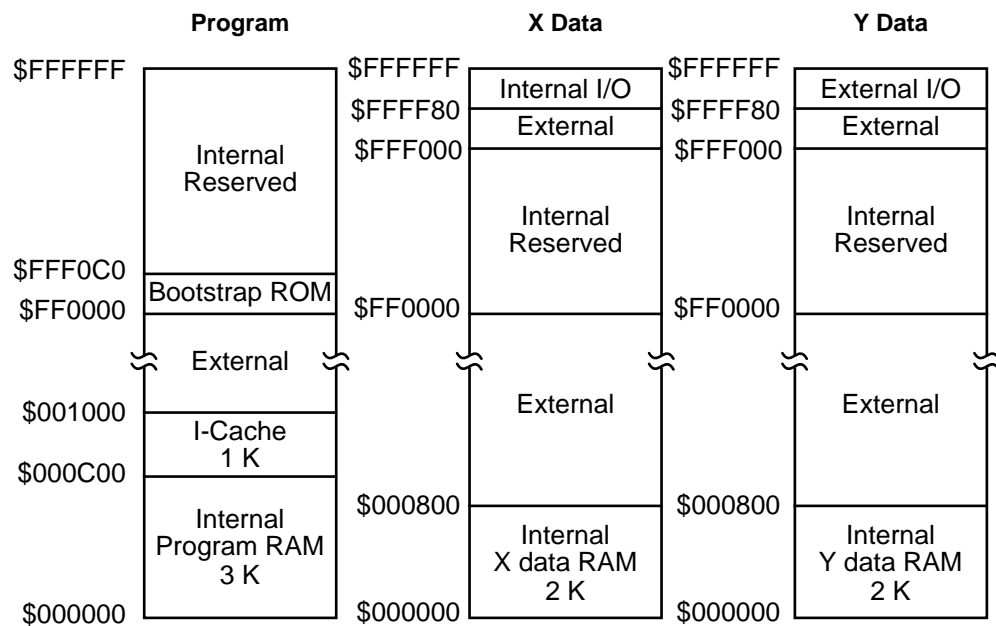 Program
X Data
Y Data
$FFFFFF
Internal
Reserved
$FFF0C0
Bootstrap ROM
$FF0000
External
$001000
I-Cache
1 K
$000C00
Internal
Program RAM
3 K
$000000
$FFFFFF
Internal I/O
$FFFF80
External
$FFF000
Internal
Reserved
$FF0000
External
$000800
Internal
X data RAM
2 K
$000000
$FFFFFF
External I/O
$FFFF80
External
$FFF000
Internal
Reserved
$FF0000
External
$000800
Internal
Y data RAM
2 K
$000000